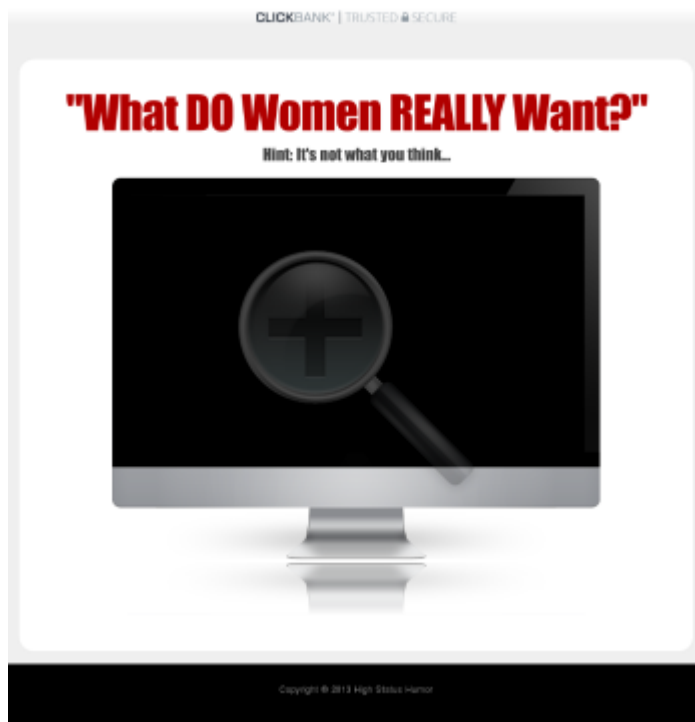 CLICKBANK® | TRUSTED SECURE
"What DO Women REALLY Want?"
Hint: It's not what you think...
Copyright © 2013 High Status Humor